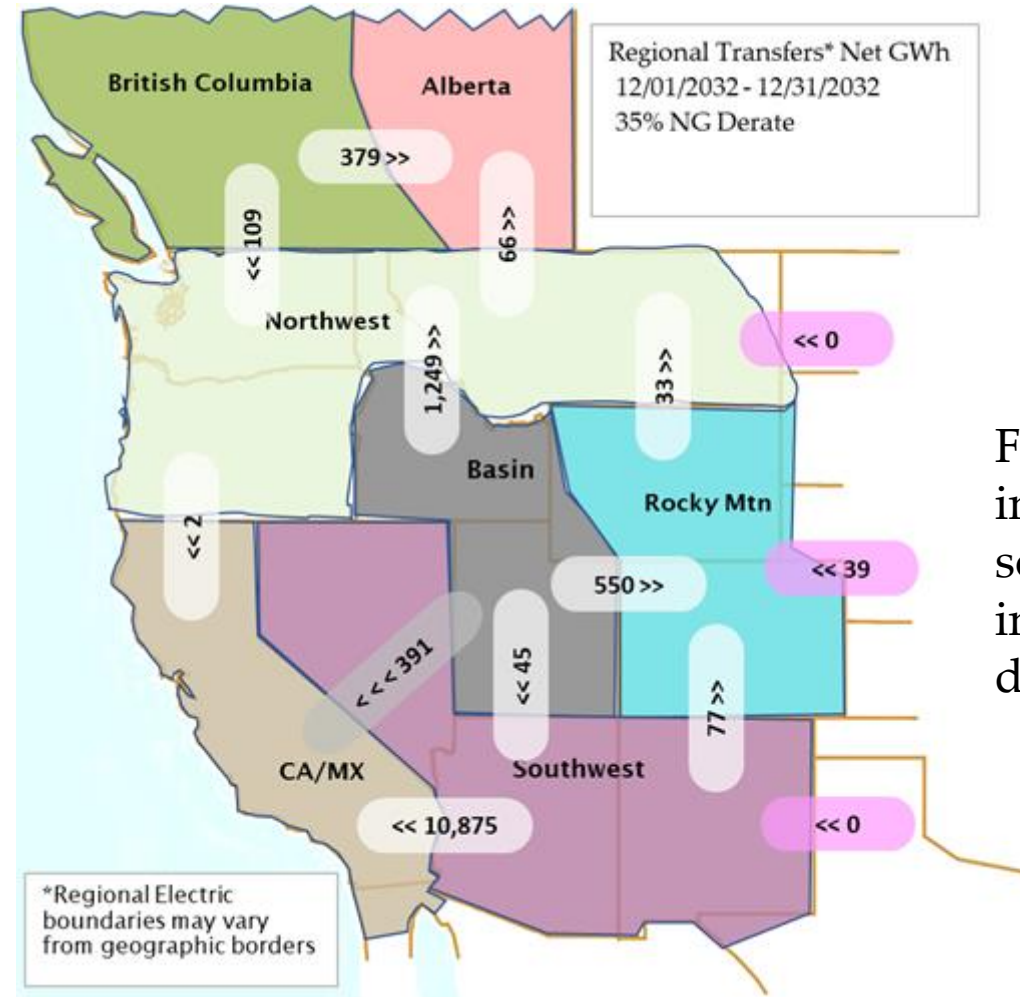 Regional Transfers* Net GWh
12/01/2032 - 12/31/2032
35% NG Derate
British Columbia
Alberta
379 >>
<< 109
66 >>
Northwest
1,249 >>
33 >>
<< 0
Basin
Rocky Mtn
<< 2
550 >>
<< 39
< < < 391
<< 45
77 >>
CA/MX
Southwest
<< 10,875
<< 0
*Regional Electric
boundaries may vary
from geographic borders